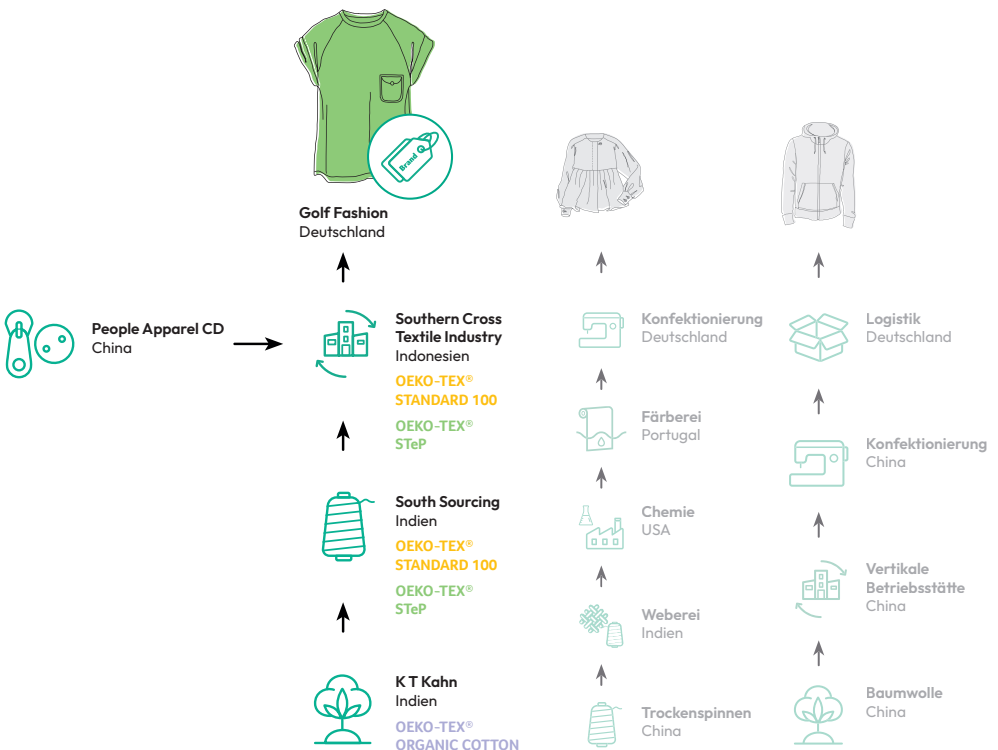 Brand
Golf Fashion
Deutschland
People Apparel CD
China
Southern Cross
Textile Industry
Indonesien
OEKO-TEX®
STANDARD 100
OEKO-TEX®
STeP
South Sourcing
Indien
OEKO-TEX®
STANDARD 100
OEKO-TEX®
STeP
K T Kahn
Indien
OEKO-TEX®
ORGANIC COTTON
Konfektionierung
Deutschland
Färberei
Portugal
Chemie
USA
Weberei
Indien
Trockenspinnen
China
Logistik
Deutschland
Konfektionierung
China
Vertikale
Betriebsstätte
China
Baumwolle
China